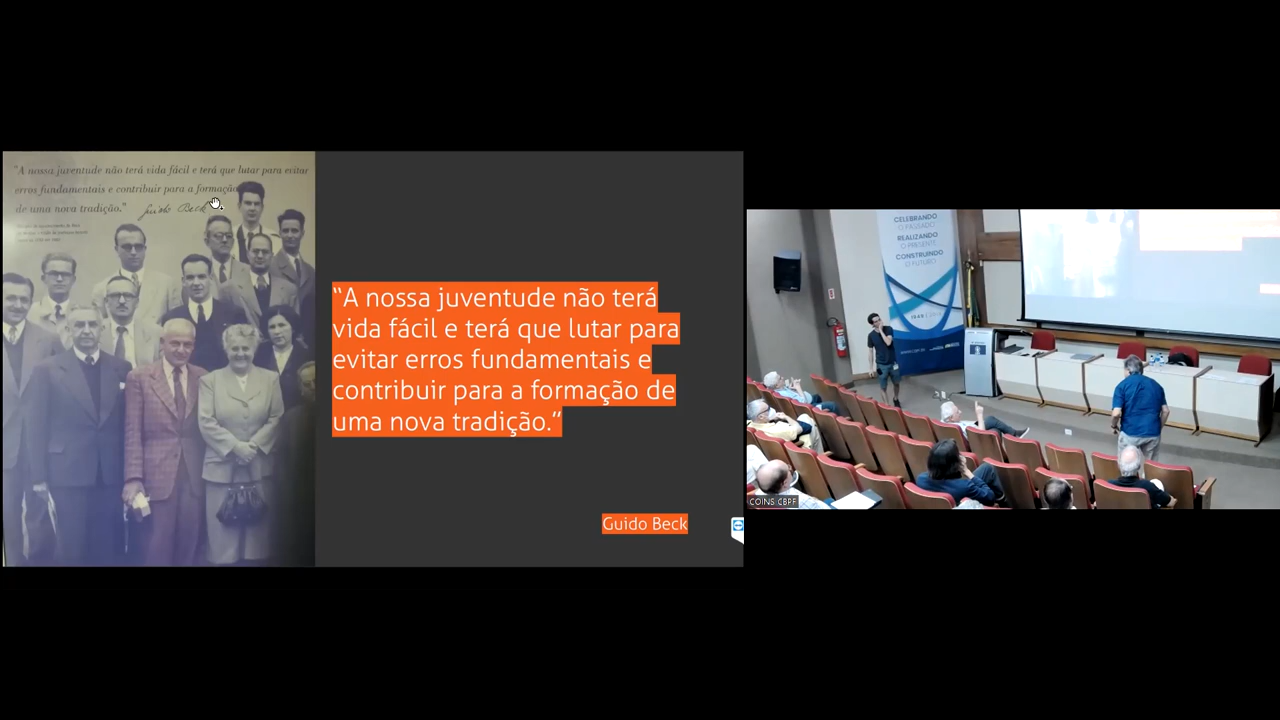 "A nossa juventude não terá vida fácil e terá que lutar para evitar
erros fundamentais e contribuir para a formação
de uma nova tradição."
Guido Beck
"A nossa juventude não terá
vida fácil e terá que lutar para
evitar erros fundamentais e
contribuir para a formação de
uma nova tradição."
Guido Beck
CELEBRANDO
O PASSADO
REALIZANDO
O PRESENTE
CONSTRUINDO
O FUTURO
COINS CBPF